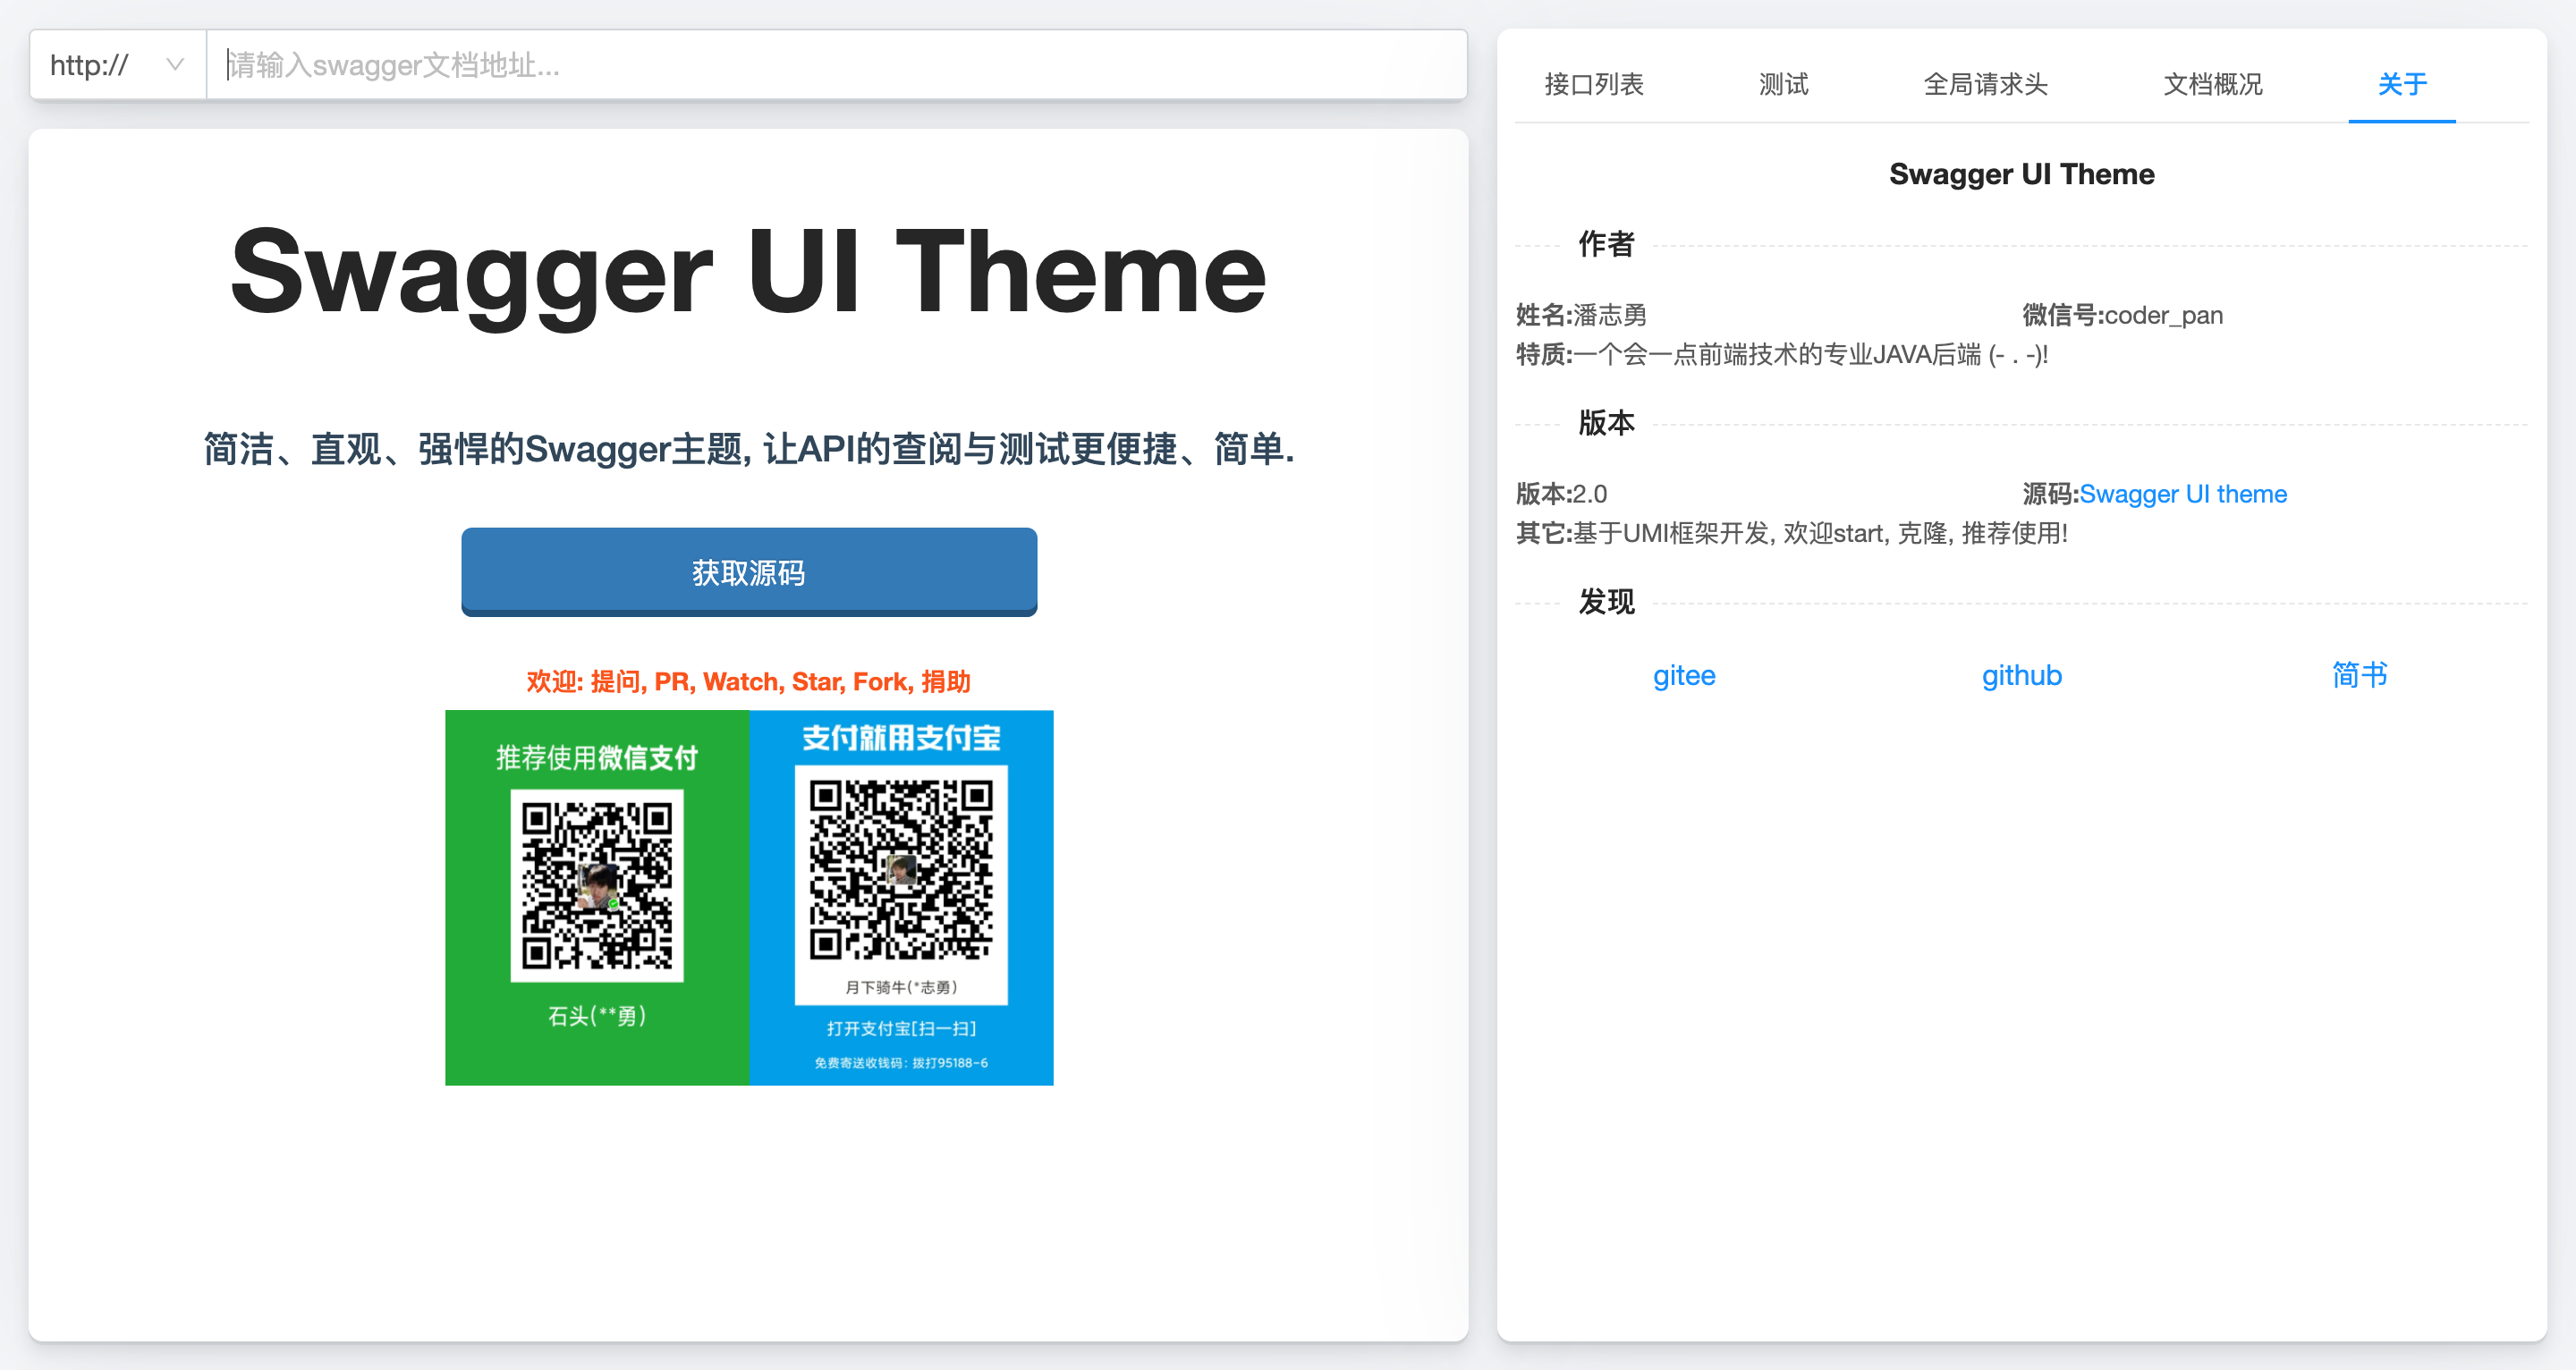 http://
请输入swagger文档地址...
Swagger UI Theme
简洁、直观、强悍的Swagger主题, 让API的查阅与测试更便捷、简单.
获取源码
欢迎: 提问, PR, Watch, Star, Fork, 捐助
推荐使用微信支付
石头(**勇)
支付就用支付宝
月下骑牛(*志勇)
打开支付宝[扫一扫]
免费寄送收钱码：拨打95188-6
接口列表 测试 全局请求头 文档概况 关于
Swagger UI Theme
作者
姓名:潘志勇 微信号:coder_pan
特质:一个会一点前端技术的专业JAVA后端 (- . -)!
版本
版本:2.0 源码:Swagger UI theme
其它:基于UMI框架开发, 欢迎start, 克隆, 推荐使用!
发现
gitee github 简书